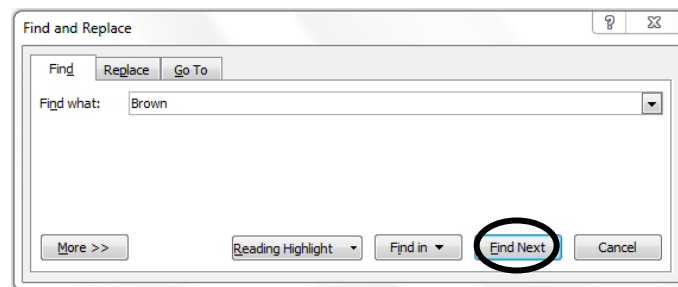 Find and Replace
Find Replace Go To
Find what: Brown
More >> Reading Highlight Find in Find Next Cancel